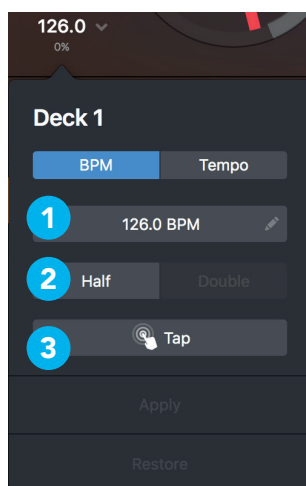 126.0
0%
Deck 1
BPM Tempo
1 126.0 BPM
2 Half Double
3 Tap
Apply
Restore